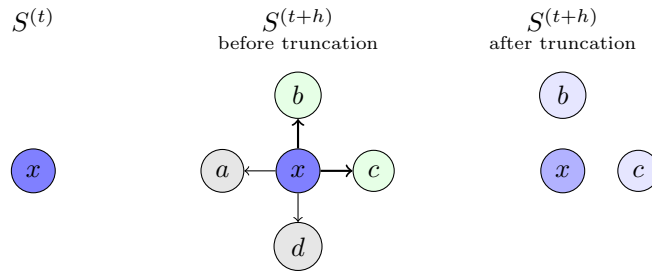 S^{(t)}
S^{(t+h)}
before truncation
S^{(t+h)}
after truncation
b
b
x
a
x
c
x
c
d